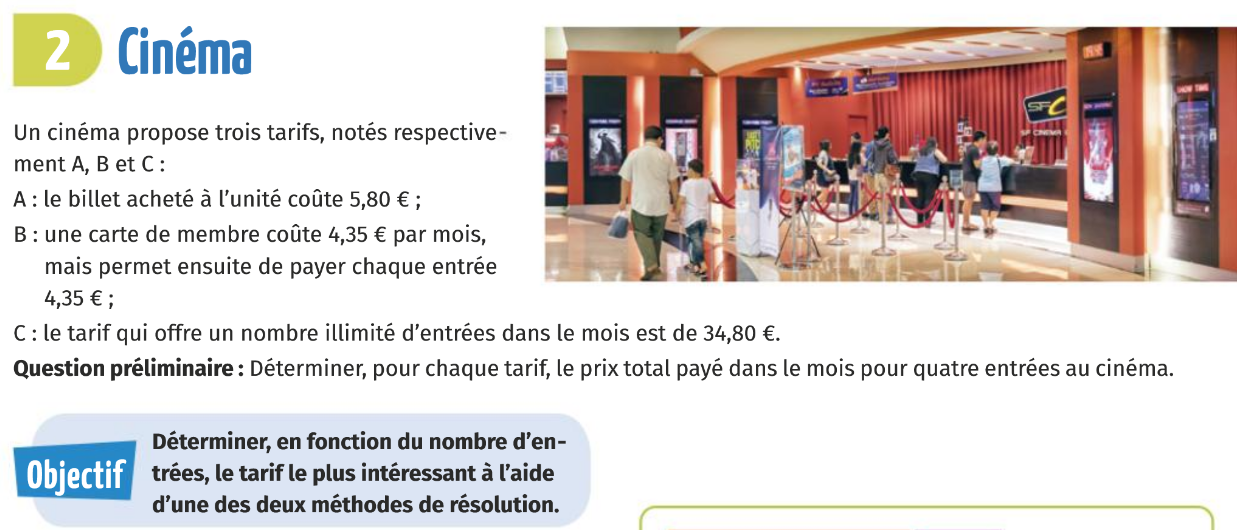 2 Cinéma
Un cinéma propose trois tarifs, notés respective-
ment A, B et C :
A : le billet acheté à l’unité coûte 5,80 € ;
B : une carte de membre coûte 4,35 € par mois,
mais permet ensuite de payer chaque entrée
4,35 € ;
C : le tarif qui offre un nombre illimité d’entrées dans le mois est de 34,80 €.
Question préliminaire : Déterminer, pour chaque tarif, le prix total payé dans le mois pour quatre entrées au cinéma.
Objectif
Déterminer, en fonction du nombre d’en-
trées, le tarif le plus intéressant à l’aide
d’une des deux méthodes de résolution.